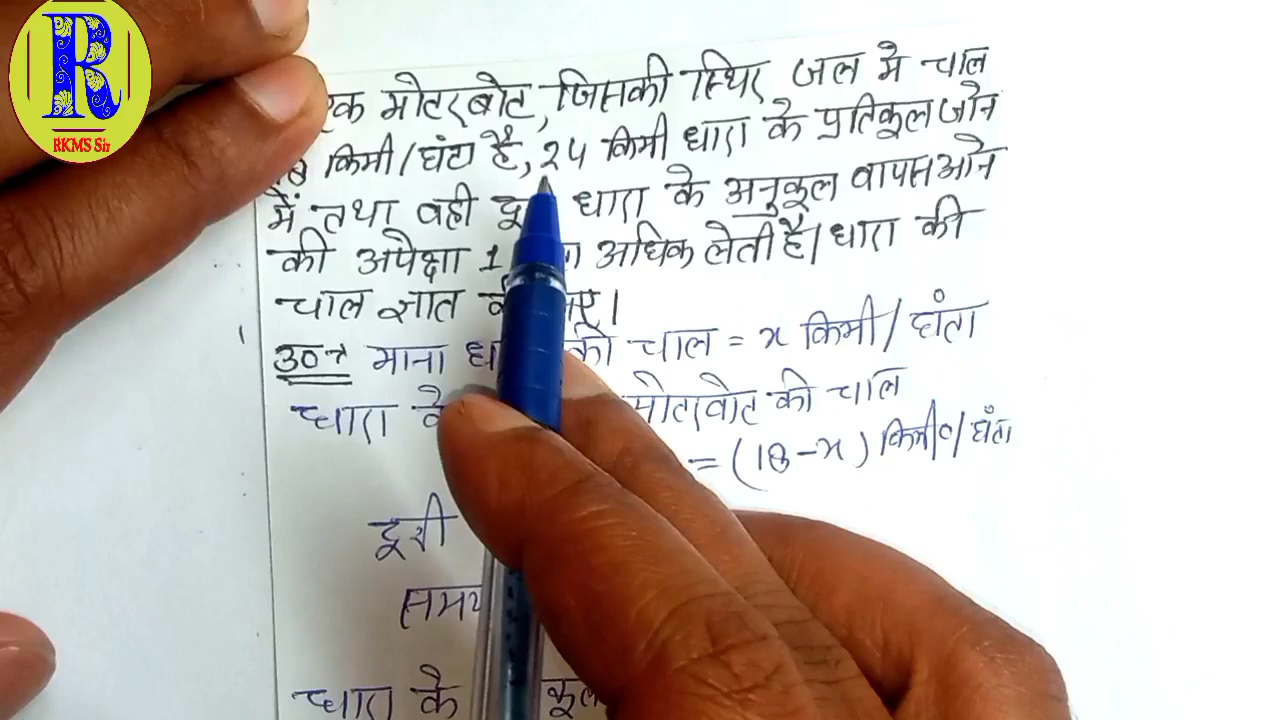 R
RKMS Sir
एक मोटरबोट, जिसकी स्थिर जल मे चाल
किमी/घंटा है, 24 किमी धारा के प्रतिकूल जाने
में तथा वही धारा के अनुकूल वापस आने
की अपेक्षा 1 अधिक लेती है। धारा की
चाल ज्ञात
उ०→ माना की चाल = x किमी/घंटा
धारा मोटरबोट की चाल
= (18-x) किमी०/घंटा
दूरी
समय
धारा के